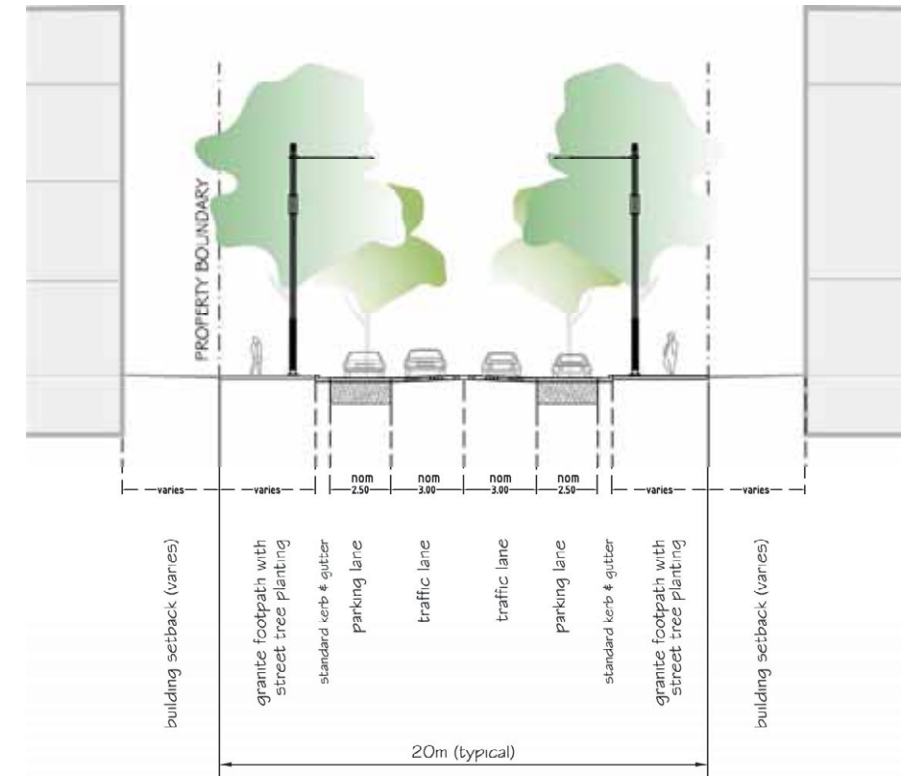 PROPERTY BOUNDARY
varies
varies
nom
2.50
nom
3.00
nom
3.00
nom
2.50
varies
varies
building setback (varies)
granite footpath with
street tree planting
standard kerb & gutter
parking lane
traffic lane
traffic lane
parking lane
standard kerb & gutter
granite footpath with
street tree planting
building setback (varies)
20m (typical)